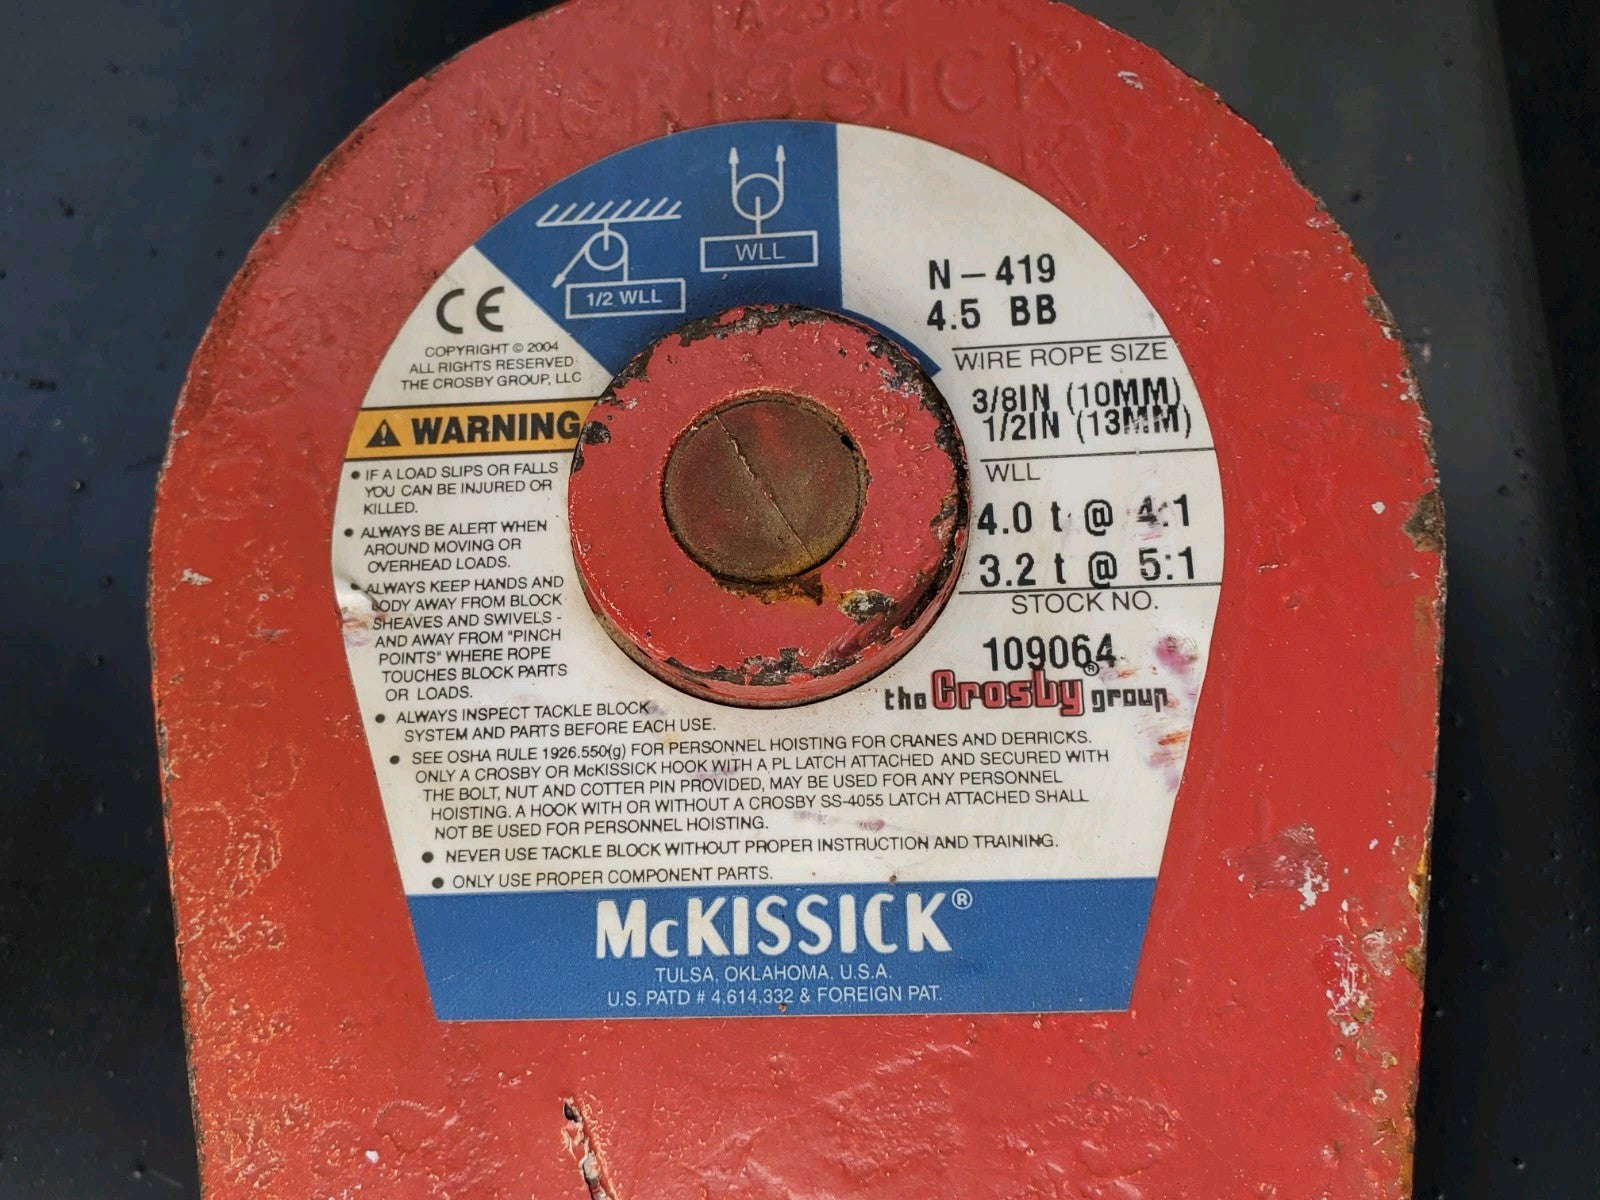 A 312
McKISSICK
WLL
1/2 WLL
CE
COPYRIGHT © 2004
ALL RIGHTS RESERVED
THE CROSBY GROUP, LLC
WARNING
• IF A LOAD SLIPS OR FALLS
YOU CAN BE INJURED OR
KILLED.
• ALWAYS BE ALERT WHEN
AROUND MOVING OR
OVERHEAD LOADS.
• ALWAYS KEEP HANDS AND
BODY AWAY FROM BLOCK
SHEAVES AND SWIVELS -
AND AWAY FROM "PINCH
POINTS" WHERE ROPE
TOUCHES BLOCK PARTS
OR LOADS.
• ALWAYS INSPECT TACKLE BLOCK
SYSTEM AND PARTS BEFORE EACH USE.
• SEE OSHA RULE 1926.550(g) FOR PERSONNEL HOISTING FOR CRANES AND DERRICKS.
ONLY A CROSBY OR McKISSICK HOOK WITH A PL LATCH ATTACHED AND SECURED WITH
THE BOLT, NUT AND COTTER PIN PROVIDED, MAY BE USED FOR ANY PERSONNEL
HOISTING. A HOOK WITH OR WITHOUT A CROSBY SS-4055 LATCH ATTACHED SHALL
NOT BE USED FOR PERSONNEL HOISTING.
• NEVER USE TACKLE BLOCK WITHOUT PROPER INSTRUCTION AND TRAINING.
• ONLY USE PROPER COMPONENT PARTS.
N-419
4.5 BB
WIRE ROPE SIZE
3/8IN (10MM)
1/2IN (13MM)
WLL
4.0 t @ 4:1
3.2 t @ 5:1
STOCK NO.
109064
the Crosby® group
McKISSICK®
TULSA, OKLAHOMA, U.S.A.
U.S. PATD # 4,614,332 & FOREIGN PAT.